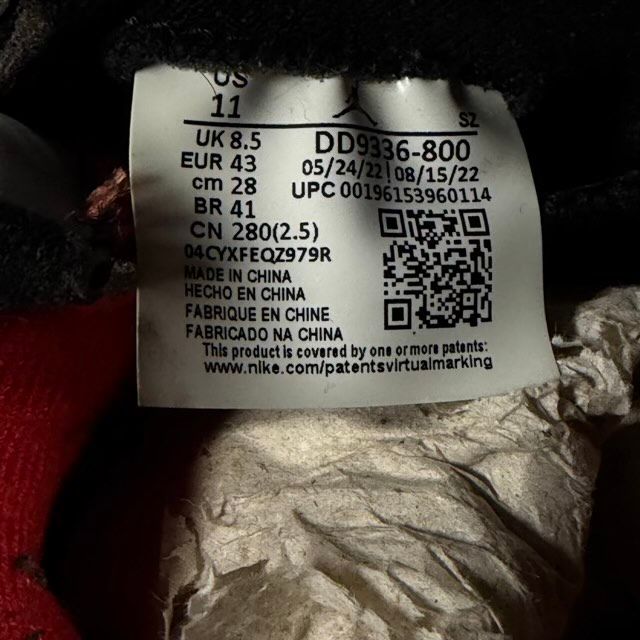 US
11
SZ
UK 8.5
DD9336-800
EUR 43
05/24/22 | 08/15/22
cm 28
UPC 00196153960114
BR 41
CN 280(2.5)
04CYXFEQZ979R
MADE IN CHINA
HECHO EN CHINA
FABRIQUE EN CHINE
FABRICADO NA CHINA
This product is covered by one or more patents:
www.nike.com/patentsvirtualmarking